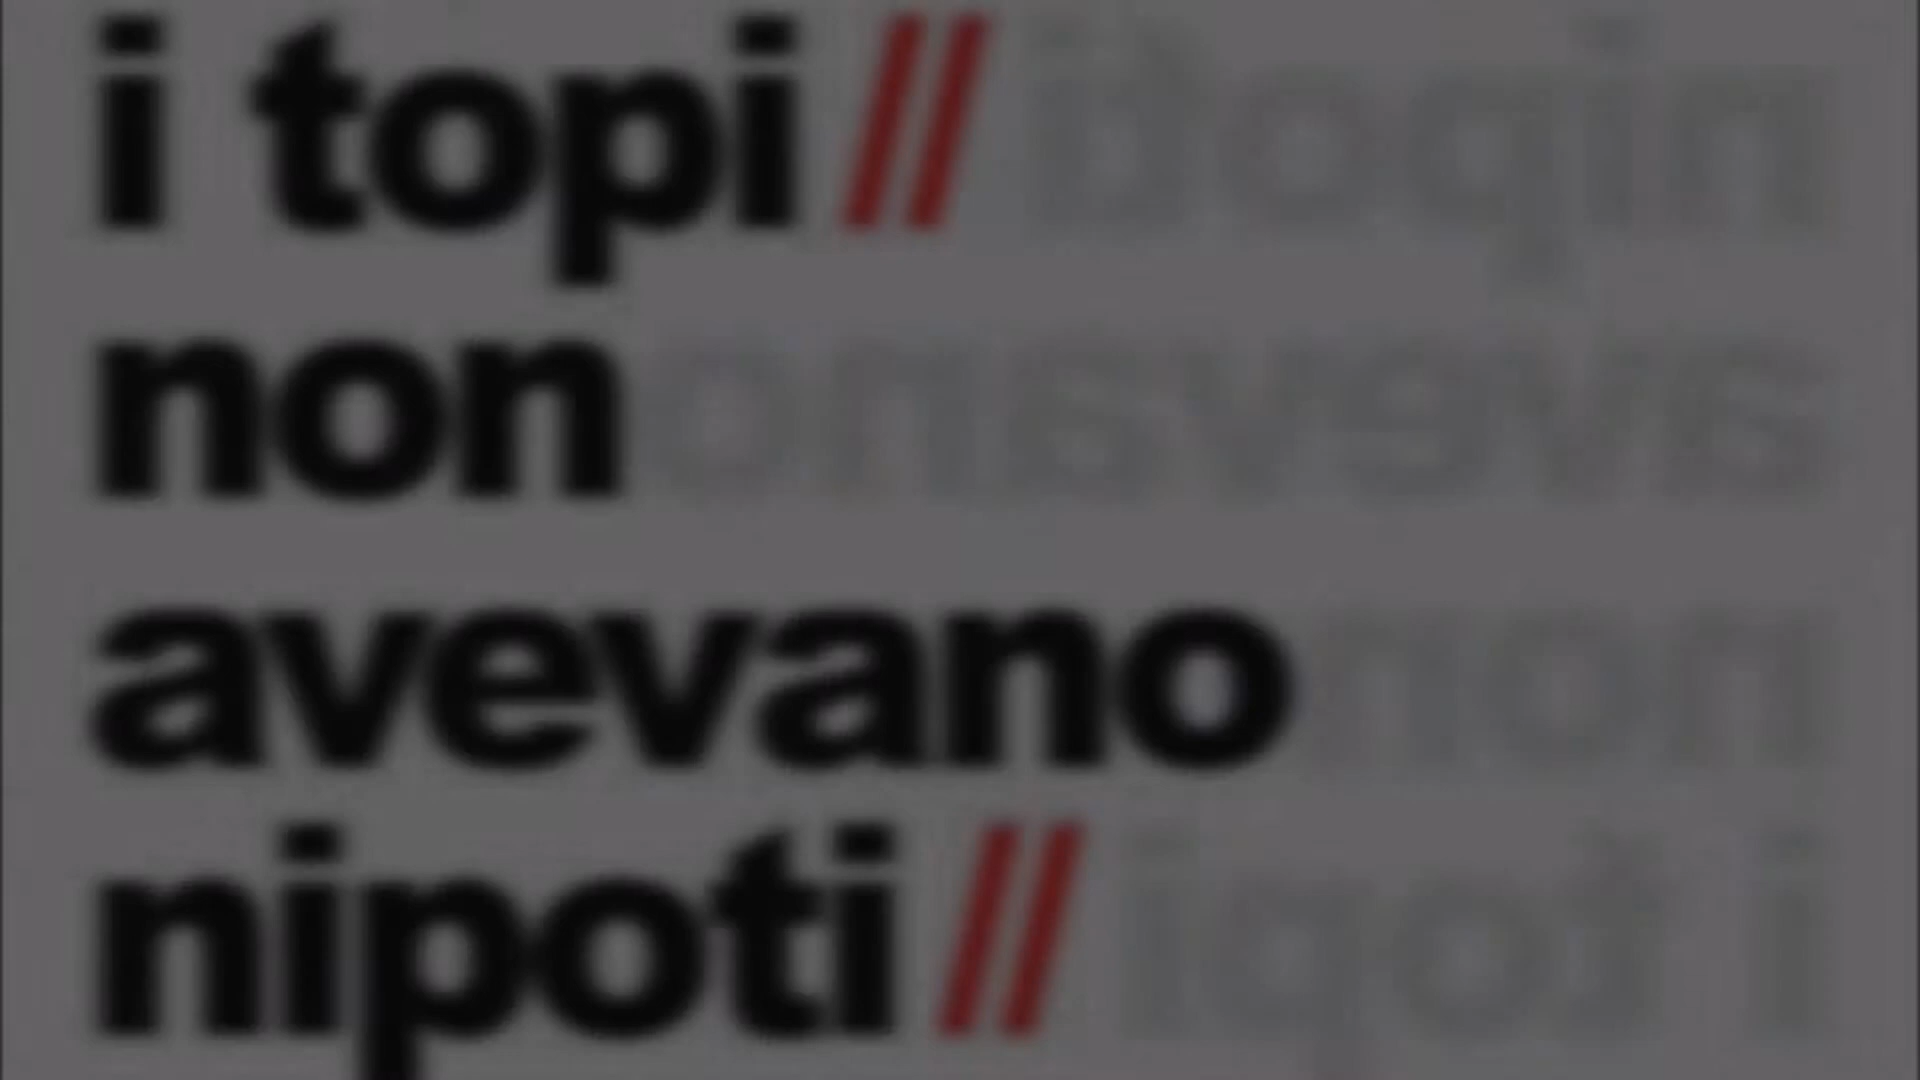 i topi //
non
avevano
nipoti //